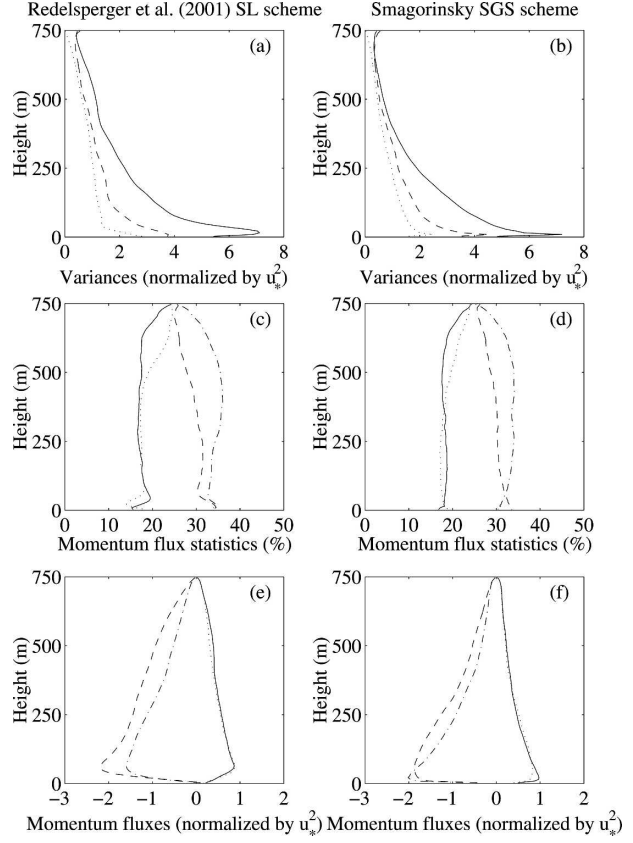 Redelsperger et al. (2001) SL scheme
Smagorinsky SGS scheme
750
500
250
0
Height (m)
(a)
0 2 4 6 8
Variances (normalized by u*²)
750
500
250
0
Height (m)
(b)
0 2 4 6 8
Variances (normalized by u*²)
750
500
250
0
Height (m)
(c)
0 10 20 30 40 50
Momentum flux statistics (%)
750
500
250
0
Height (m)
(d)
0 10 20 30 40 50
Momentum flux statistics (%)
750
500
250
0
Height (m)
(e)
−3 −2 −1 0 1 2
Momentum fluxes (normalized by u*²)
750
500
250
0
Height (m)
(f)
−3 −2 −1 0 1 2
Momentum fluxes (normalized by u*²)